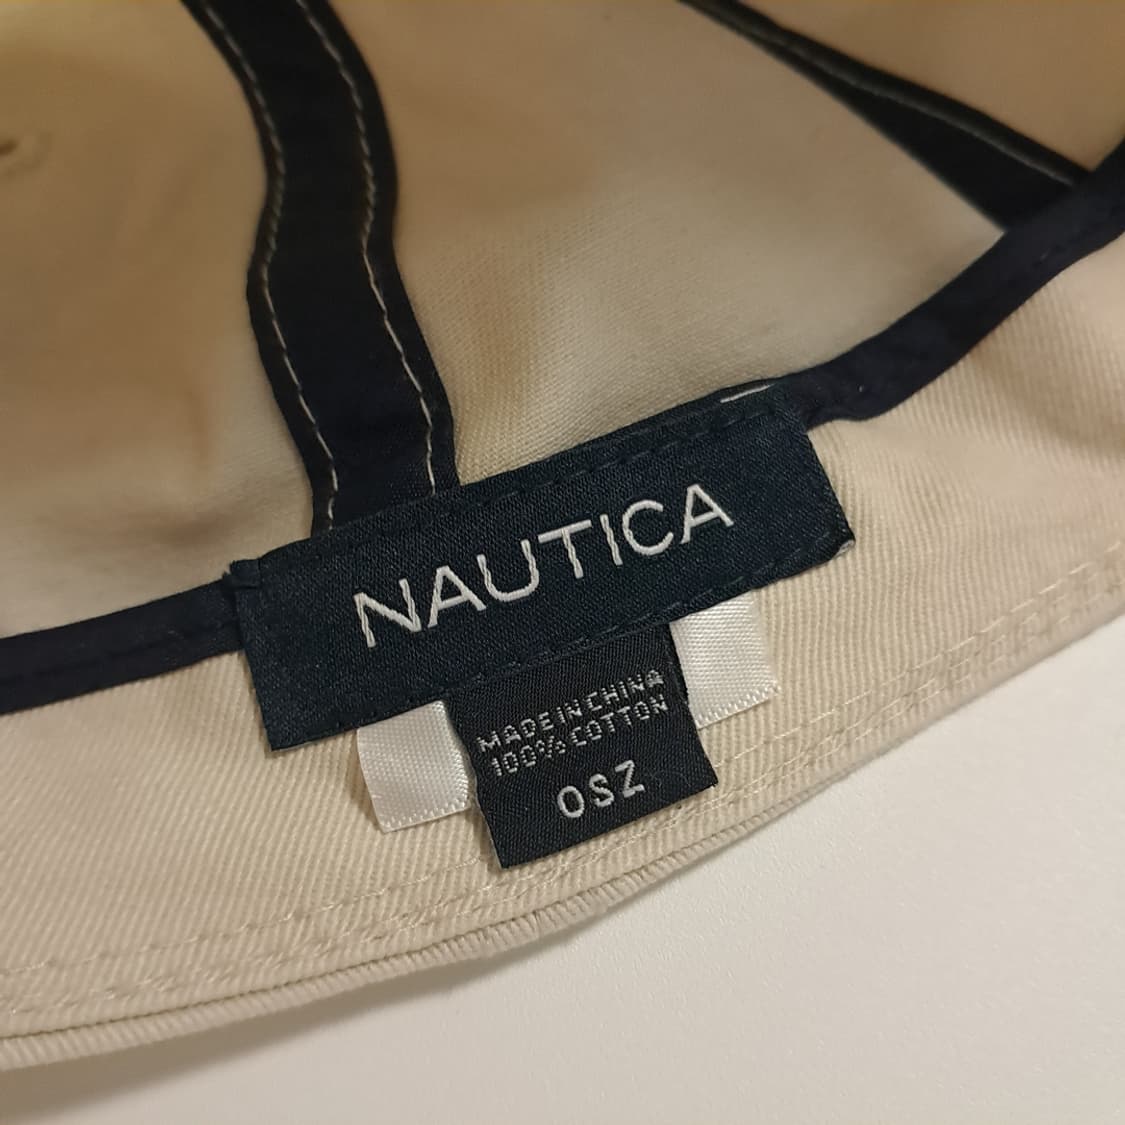 NAUTICA
MADE IN CHINA
100% COTTON
OSZ